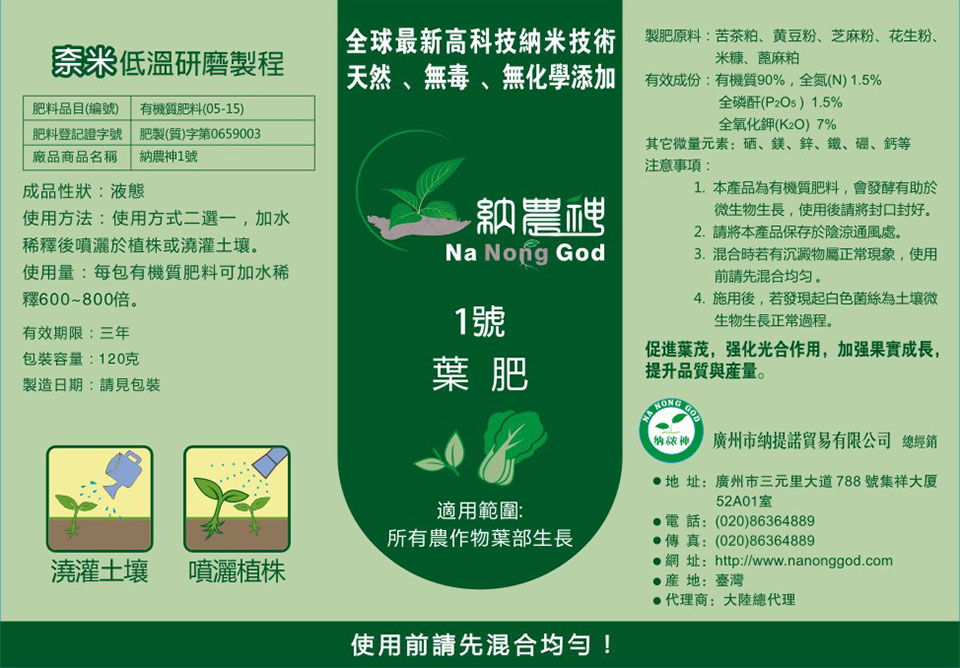 奈米低溫研磨製程
肥料品目(編號) 有機質肥料(05-15)
肥料登記證字號 肥製(質)字第0659003
廠品商品名稱 納農神1號
成品性狀：液態
使用方法：使用方式二選一，加水
稀釋後噴灑於植株或澆灌土壤。
使用量：每包有機質肥料可加水稀
釋600~800倍。
有效期限：三年
包裝容量：120克
製造日期：請見包裝
澆灌土壤 噴灑植株
全球最新高科技納米技術
天然、無毒、無化學添加
納農神
Na Nong God
1號
葉 肥
適用範圍:
所有農作物葉部生長
製肥原料：苦茶粕、黄豆粉、芝麻粉、花生粉、
米糠、蓖麻粕
有效成份：有機質90%，全氮(N) 1.5%
全磷酐(P2O5 ) 1.5%
全氧化鉀(K2O) 7%
其它微量元素：硒、鎂、鋅、鐵、硼、鈣等
注意事項：
1. 本產品為有機質肥料，會發酵有助於
微生物生長，使用後請將封口封好。
2. 請將本產品保存於陰涼通風處。
3. 混合時若有沉澱物屬正常現象，使用
前請先混合均勻。
4. 施用後，若發現起白色菌絲為土壤微
生物生長正常過程。
促進葉茂，强化光合作用，加强果實成長，
提升品質與産量。
NA NONG GOD
納農神
廣州市纳提諾貿易有限公司 總經銷
●地 址：廣州市三元里大道 788 號集祥大厦
52A01室
●電 話：(020)86364889
●傳 真：(020)86364889
●網 址：http://www.nanonggod.com
●産 地：臺灣
●代理商：大陸總代理
使用前請先混合均勻！